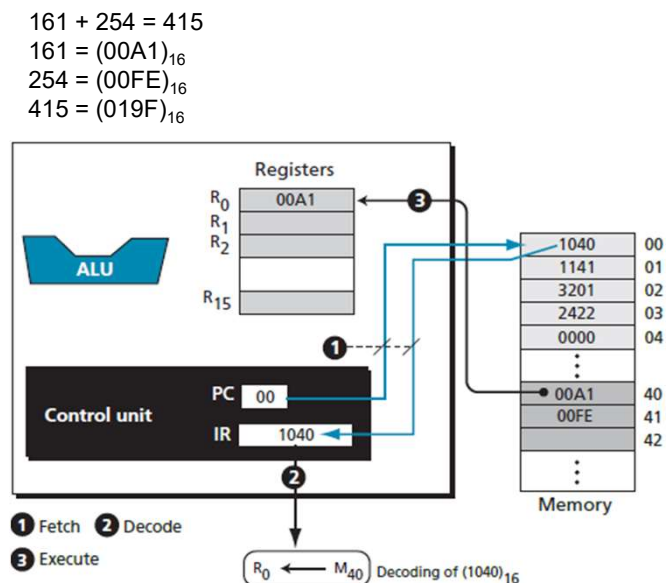 161 + 254 = 415
161 = (00A1)₁₆
254 = (00FE)₁₆
415 = (019F)₁₆
Registers
R₀ 00A1
R₁
R₂
R₁₅
ALU
3
1040 00
1141 01
3201 02
2422 03
0000 04
00A1 40
00FE 41
42
Memory
1
Control unit
PC 00
IR 1040
2
1 Fetch 2 Decode
3 Execute
R₀ ← M₄₀ Decoding of (1040)₁₆